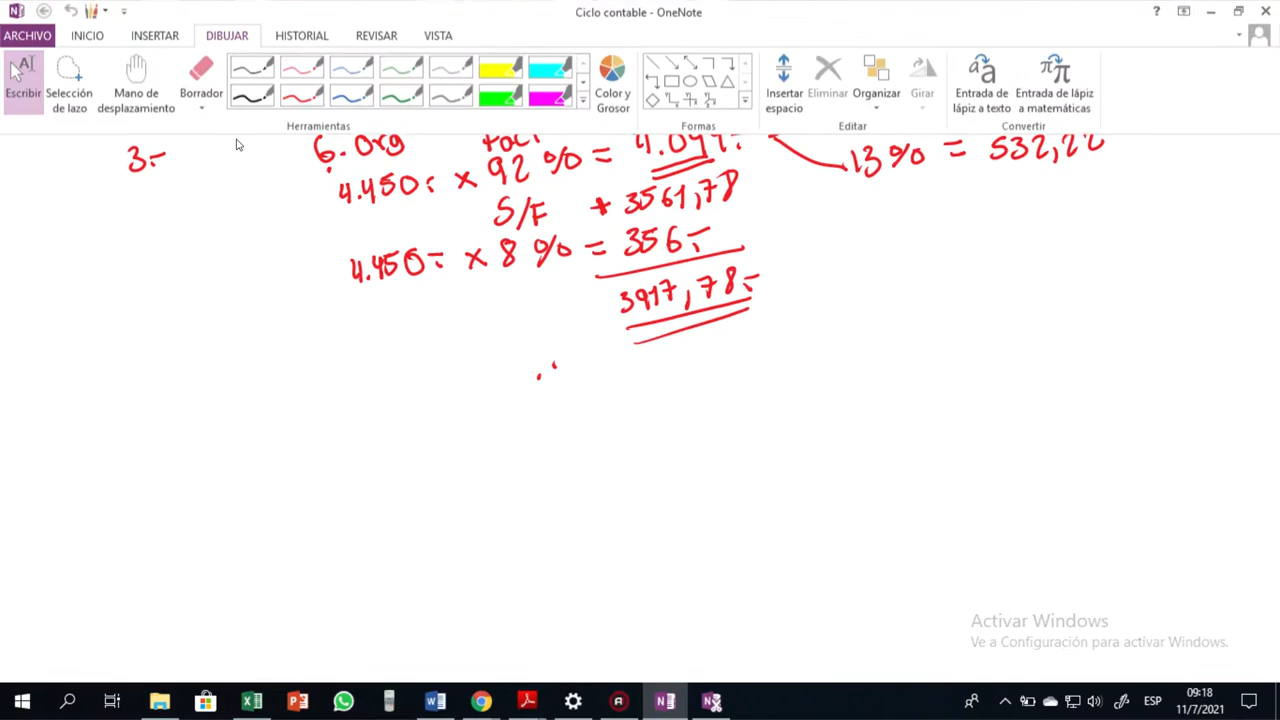 Ciclo contable - OneNote
ARCHIVO INICIO INSERTAR DIBUJAR HISTORIAL REVISAR VISTA
Escribir
Selección de lazo
Mano de desplazamiento
Borrador
Color y Grosor
Insertar espacio
Eliminar
Organizar
Girar
Entrada de lápiz a texto
Entrada de lápiz a matemáticas
Herramientas
Formas
Editar
Convertir
3.-
6. Org
4.450.- x 92 % =
13 % = 532,22
S/F + 3561,78
4.450.- x 8 % = 356.-
3917,78.-
Activar Windows
Ve a Configuración para activar Windows.
ESP
09:18
11/7/2021